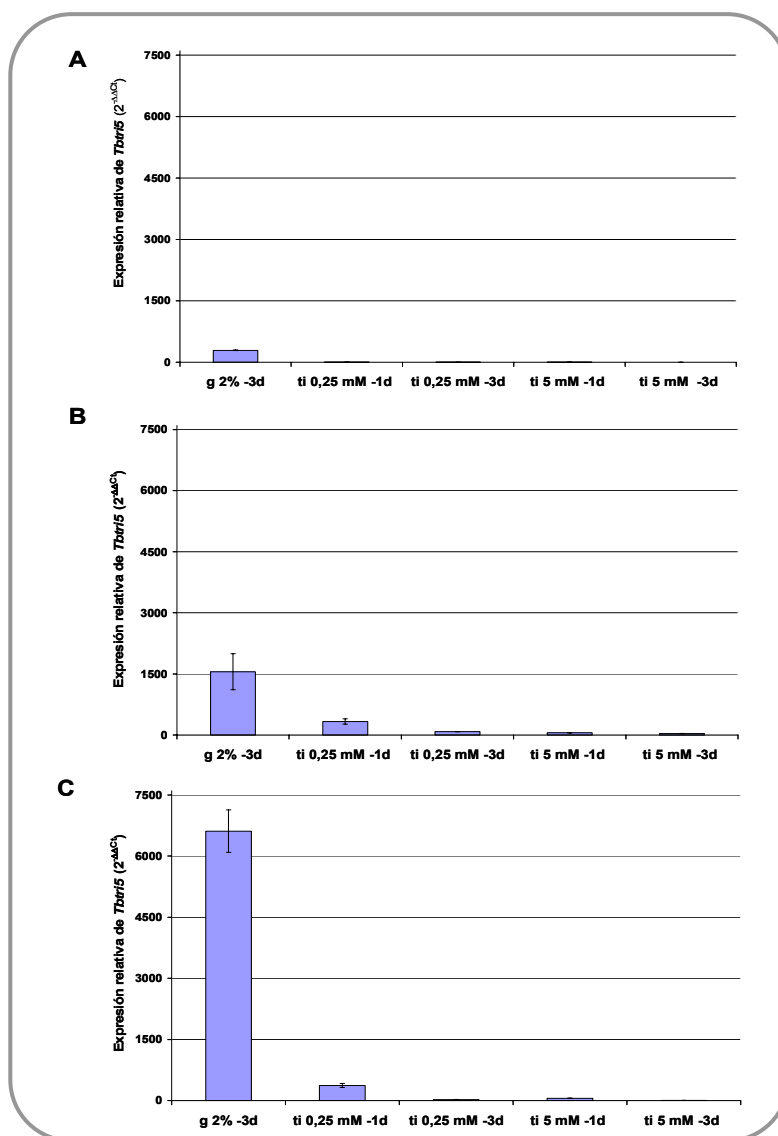 A
Expresión relativa de Tbtri5 (2-ΔΔCt)
7500
6000
4500
3000
1500
0
g 2% -3d ti 0,25 mM -1d ti 0,25 mM -3d ti 5 mM -1d ti 5 mM -3d
B
Expresión relativa de Tbtri5 (2-ΔΔCt)
7500
6000
4500
3000
1500
0
g 2% -3d ti 0,25 mM -1d ti 0,25 mM -3d ti 5 mM -1d ti 5 mM -3d
C
Expresión relativa de Tbtri5 (2-ΔΔCt)
7500
6000
4500
3000
1500
0
g 2% -3d ti 0,25 mM -1d ti 0,25 mM -3d ti 5 mM -1d ti 5 mM -3d